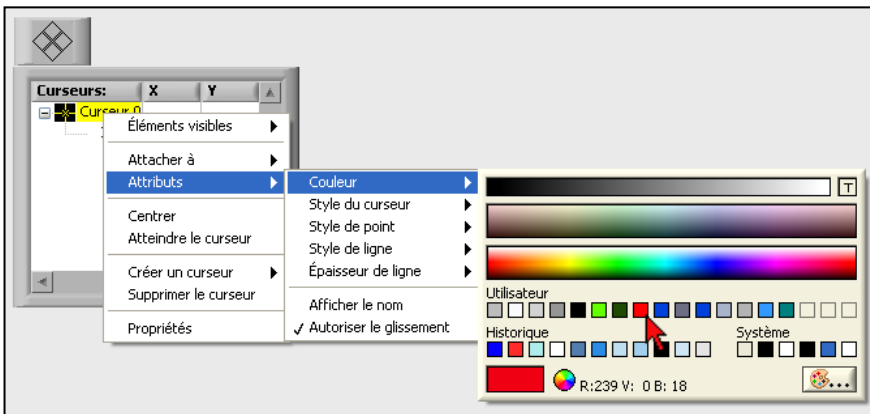 Curseurs: X Y
Curseur 0
Éléments visibles
Attacher à
Attributs
Centrer
Atteindre le curseur
Créer un curseur
Supprimer le curseur
Propriétés
Couleur
Style du curseur
Style de point
Style de ligne
Épaisseur de ligne
Afficher le nom
Autoriser le glissement
T
Utilisateur
Historique Système
R:239 V: 0 B: 18
...